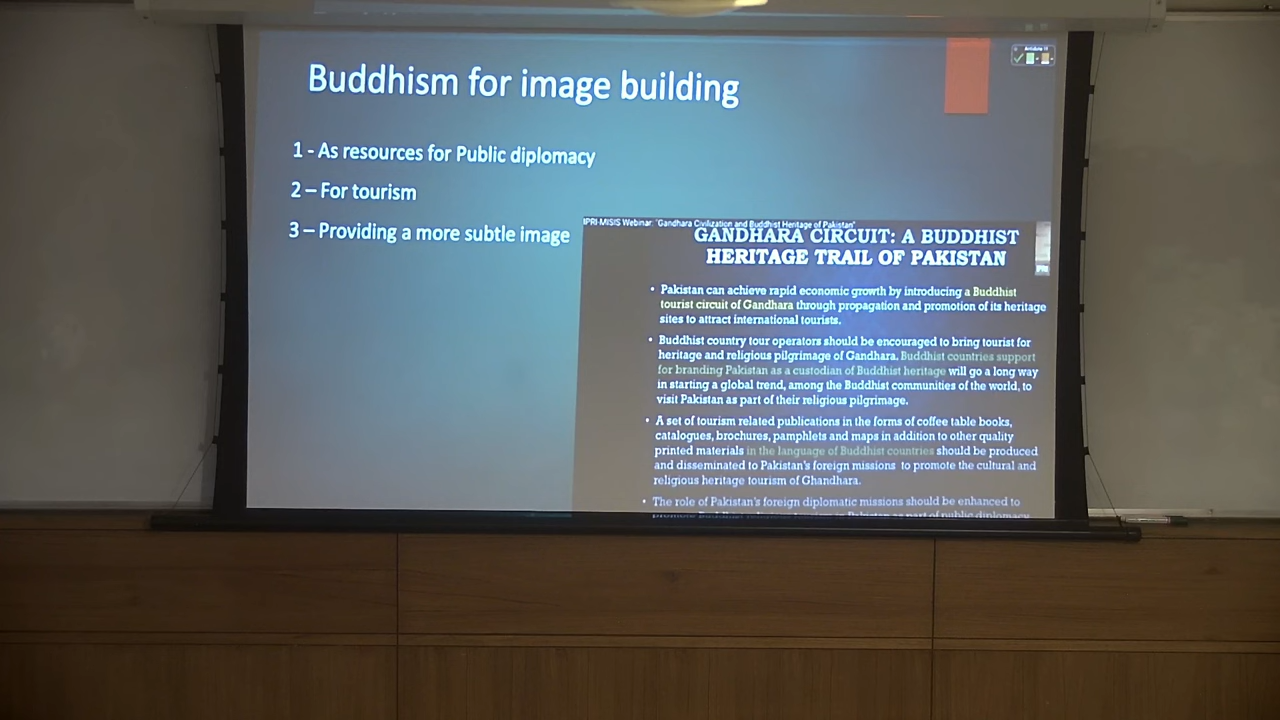 Buddhism for image building
1 - As resources for Public diplomacy
2 – For tourism
3 – Providing a more subtle image
IPRI-MISIS Webinar: "Gandhara Civilization and Buddhist Heritage of Pakistan"
GANDHARA CIRCUIT: A BUDDHIST
HERITAGE TRAIL OF PAKISTAN
• Pakistan can achieve rapid economic growth by introducing a Buddhist
tourist circuit of Gandhara through propagation and promotion of its heritage
sites to attract international tourists.
• Buddhist country tour operators should be encouraged to bring tourist for
heritage and religious pilgrimage of Gandhara. Buddhist countries support
for branding Pakistan as a custodian of Buddhist heritage will go a long way
in starting a global trend, among the Buddhist communities of the world, to
visit Pakistan as part of their religious pilgrimage.
• A set of tourism related publications in the forms of coffee table books,
catalogues, brochures, pamphlets and maps in addition to other quality
printed materials in the language of Buddhist countries should be produced
and disseminated to Pakistan's foreign missions to promote the cultural and
religious heritage tourism of Ghandhara.
• The role of Pakistan's foreign diplomatic missions should be enhanced to